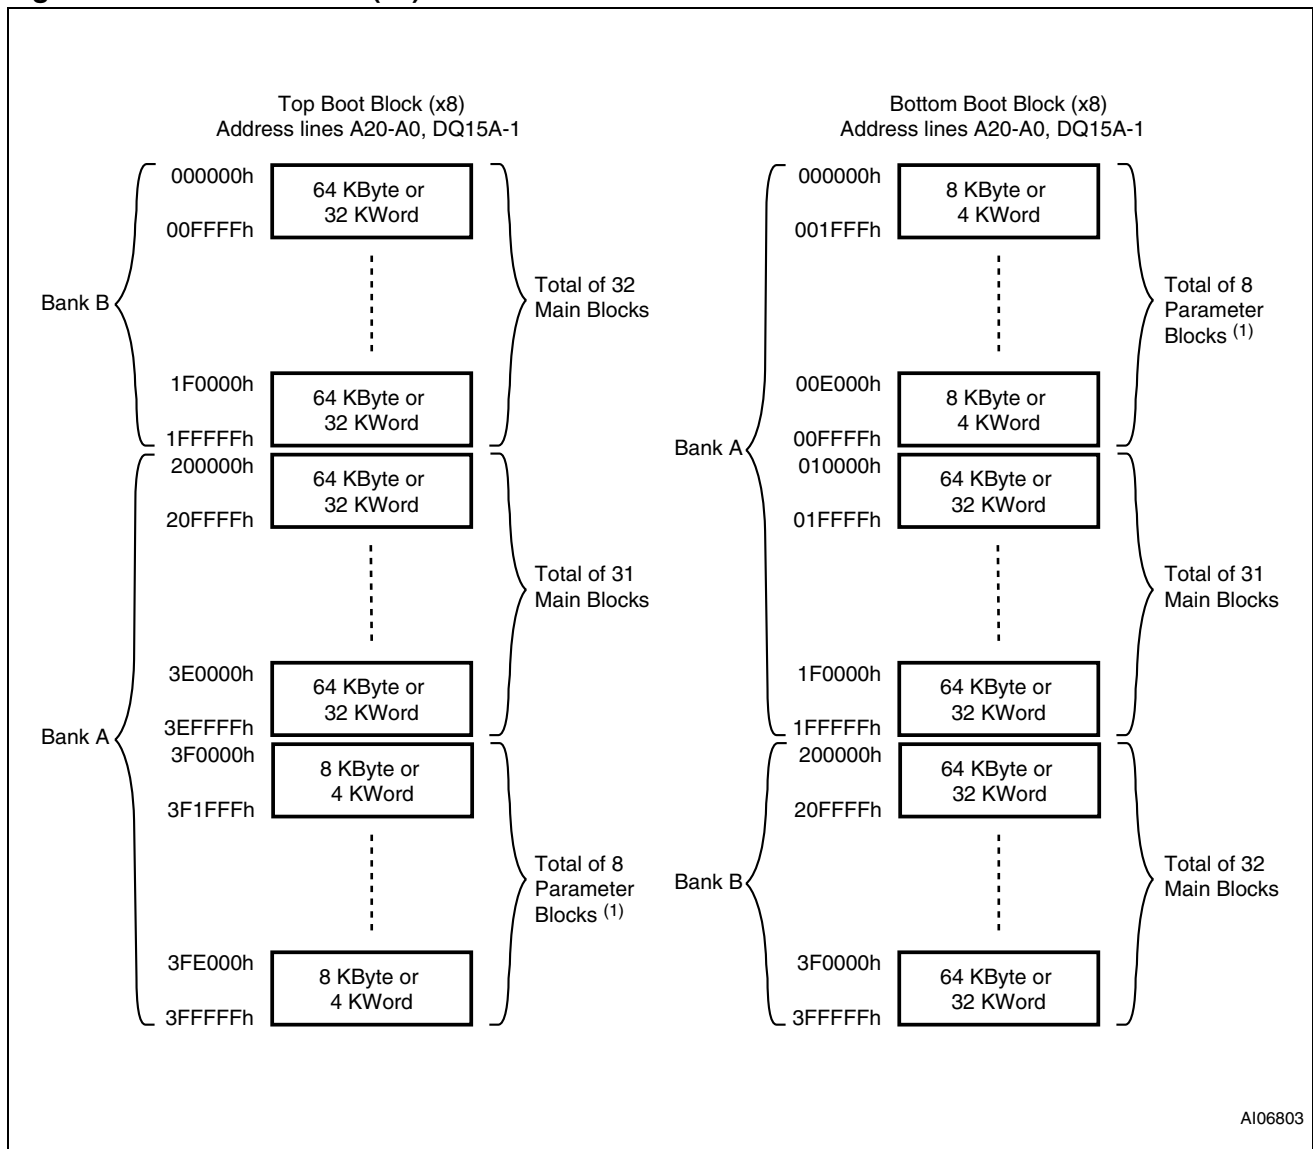 Top Boot Block (x8)
Address lines A20-A0, DQ15A-1
000000h
64 KByte or
32 KWord
00FFFFh
Bank B
Total of 32
Main Blocks
1F0000h
64 KByte or
32 KWord
1FFFFFh
200000h
64 KByte or
32 KWord
20FFFFh
Total of 31
Main Blocks
3E0000h
64 KByte or
32 KWord
3EFFFFh
Bank A
3F0000h
8 KByte or
4 KWord
3F1FFFh
Total of 8
Parameter
Blocks (1)
3FE000h
8 KByte or
4 KWord
3FFFFFh
Bottom Boot Block (x8)
Address lines A20-A0, DQ15A-1
000000h
8 KByte or
4 KWord
001FFFh
Total of 8
Parameter
Blocks (1)
00E000h
8 KByte or
4 KWord
00FFFFh
Bank A
010000h
64 KByte or
32 KWord
01FFFFh
Total of 31
Main Blocks
1F0000h
64 KByte or
32 KWord
1FFFFFh
200000h
64 KByte or
32 KWord
20FFFFh
Bank B
Total of 32
Main Blocks
3F0000h
64 KByte or
32 KWord
3FFFFFh
AI06803